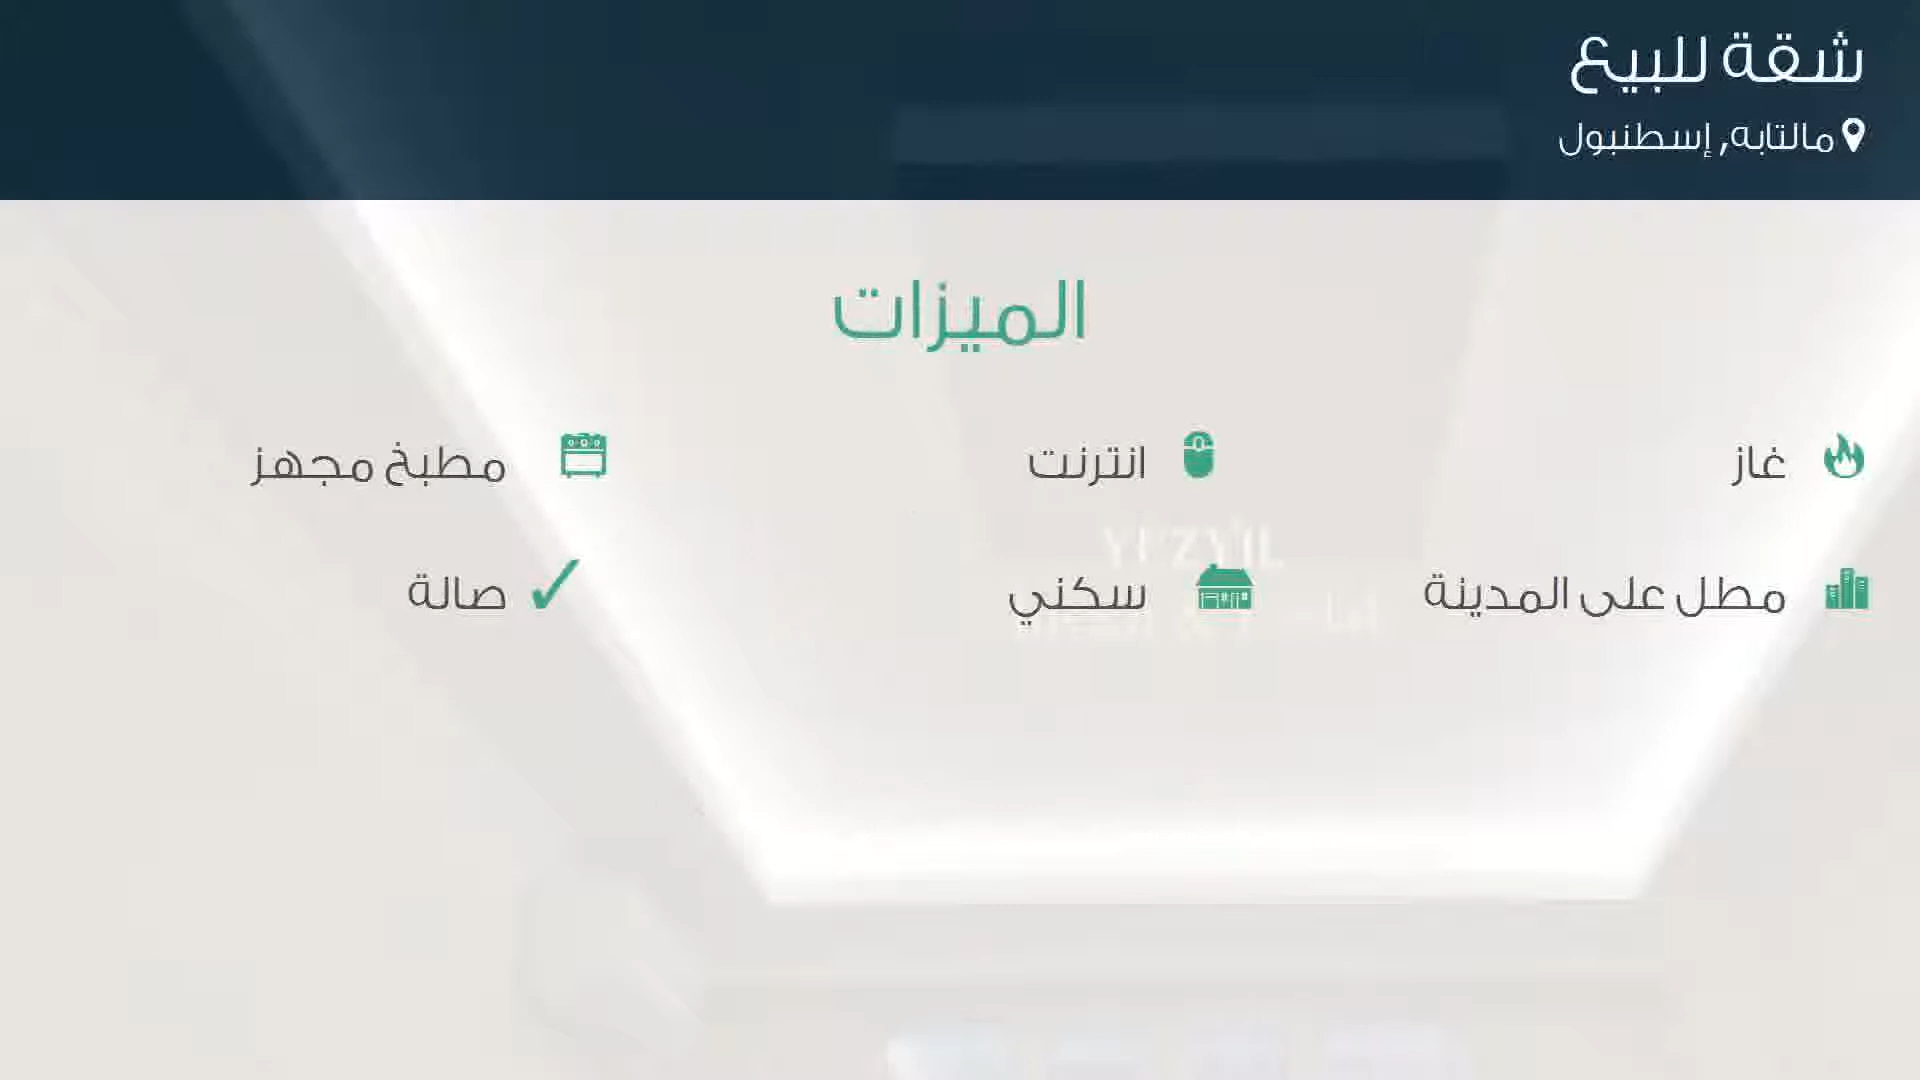 شقة للبيع
مالتابه, إسطنبول
الميزات
غاز
انترنت
مطبخ مجهز
مطل على المدينة
سكني
صالة